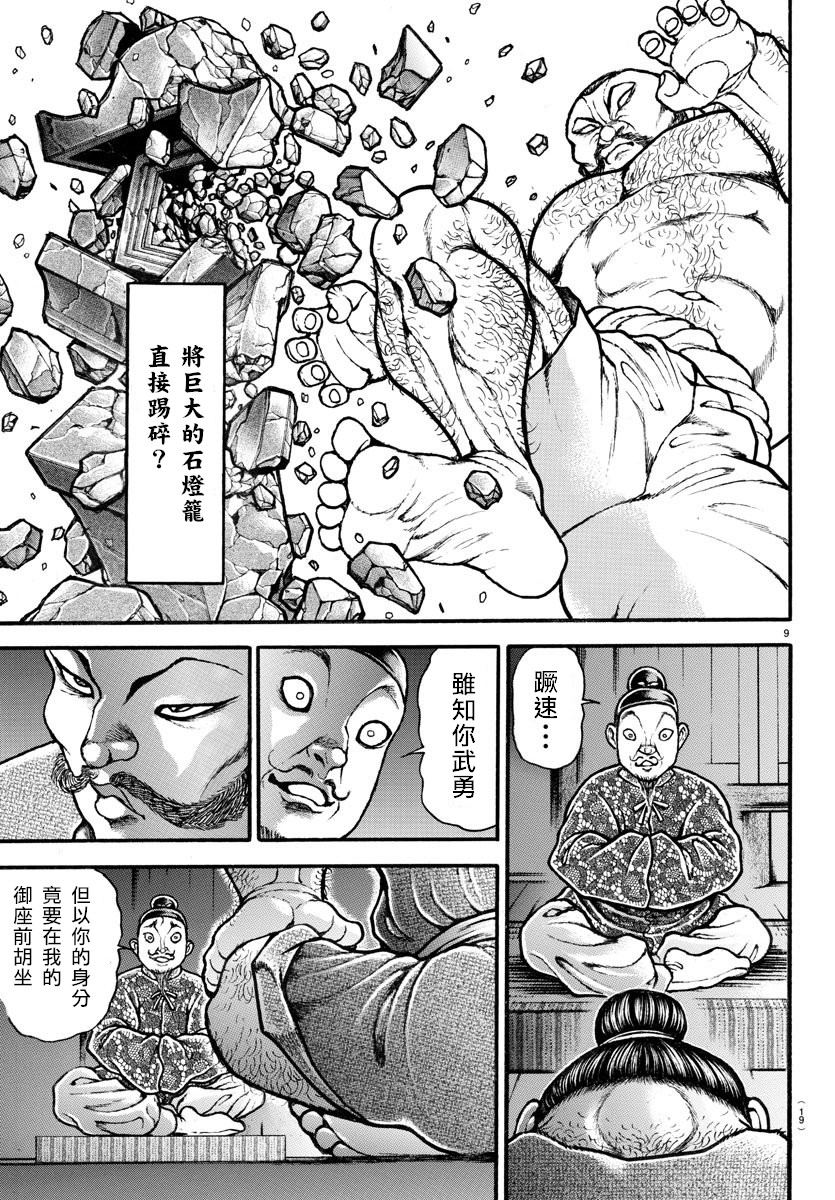 將巨大的石燈籠
直接踢碎？
9
蹶速…
雖知你武勇
但以你的身分
竟要在我的
御座前胡坐
（19）